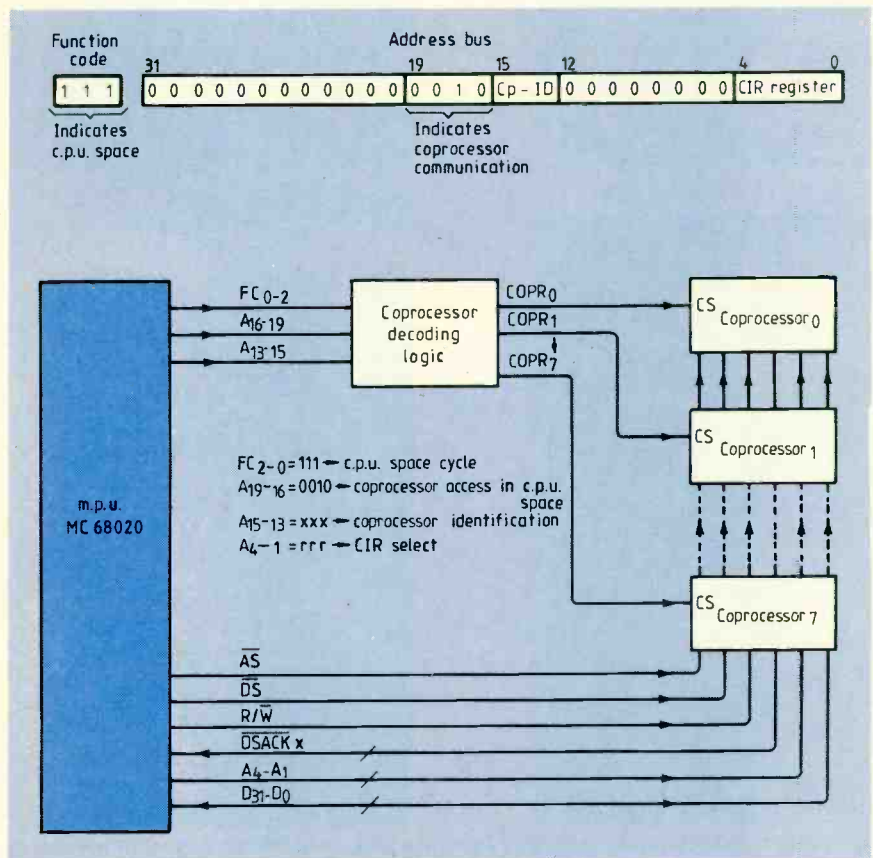 Function code
Address bus
31 19 15 12 4 0
1 1 1 0 0 0 0 0 0 0 0 0 0 0 0 0 0 1 0 Cp-ID 0 0 0 0 0 0 0 0 CIR register
Indicates c.p.u. space
Indicates coprocessor communication
m.p.u.
MC 68020
FC0-2
A16-19
A13-15
Coprocessor
decoding
logic
COPR0
COPR1
COPR7
CS Coprocessor0
CS Coprocessor1
CS Coprocessor7
FC2-0=111 ← c.p.u. space cycle
A19-16=0010 ← coprocessor access in c.p.u.
space
A15-13=xxx ← coprocessor identification
A4-1 =rrr ← CIR select
A̅S̅
D̅S̅
R/W̅
D̅S̅A̅C̅K̅ x
A4-A1
D31-D0